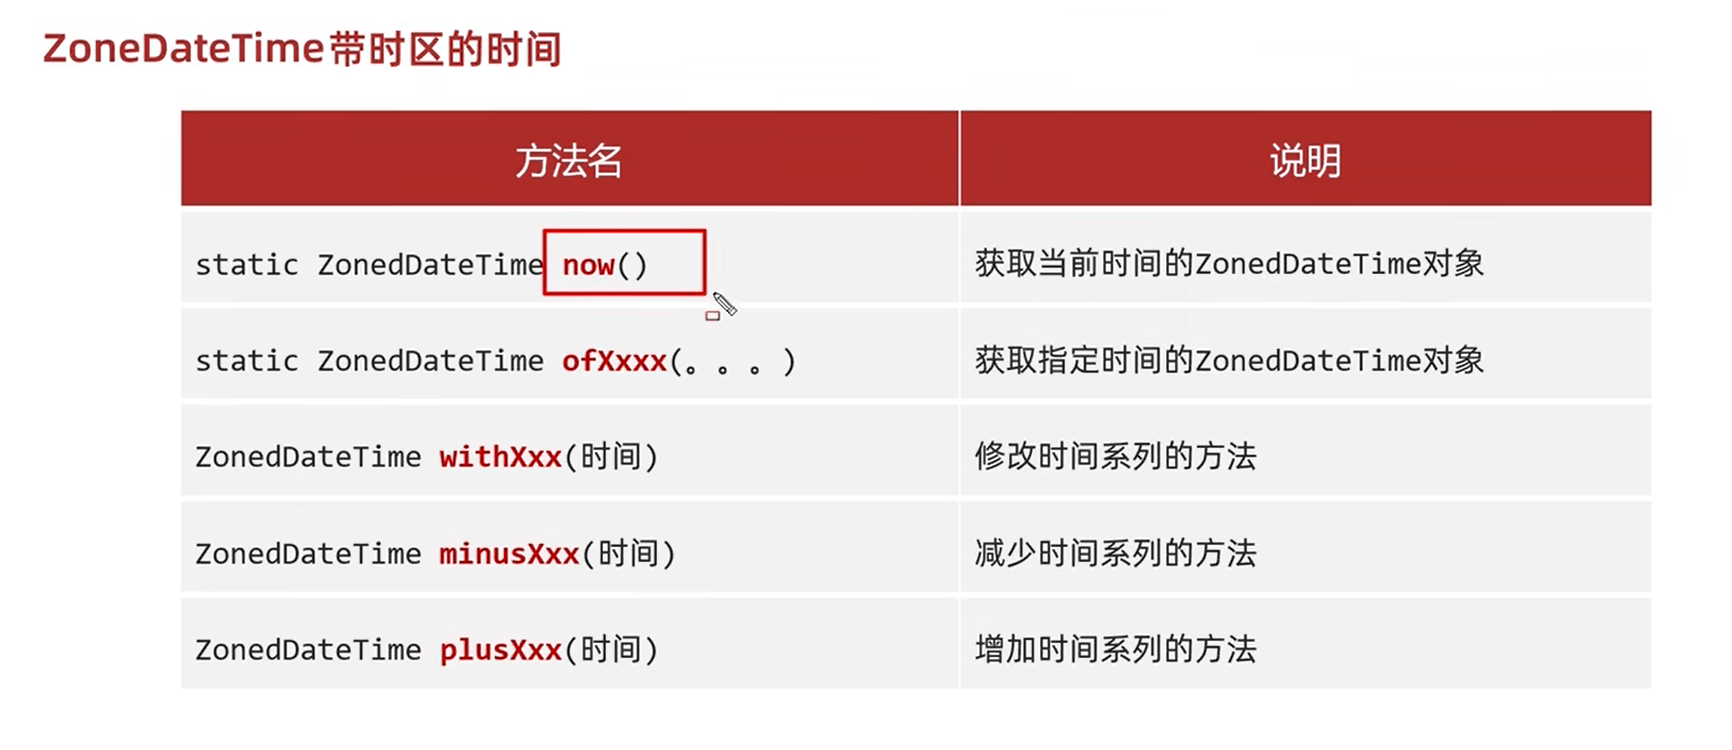 ZoneDateTime带时区的时间
方法名 说明
static ZonedDateTime now() 获取当前时间的ZonedDateTime对象
static ZonedDateTime ofXxxx(。。。) 获取指定时间的ZonedDateTime对象
ZonedDateTime withXxx(时间) 修改时间系列的方法
ZonedDateTime minusXxx(时间) 减少时间系列的方法
ZonedDateTime plusXxx(时间) 增加时间系列的方法